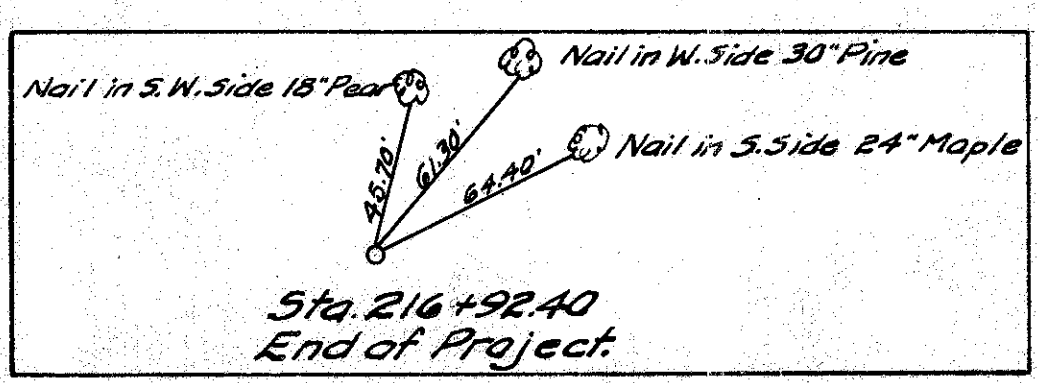 Nail in W. Side 30" Pine
Nail in S. W. Side 18" Pear
Nail in S. Side 24" Maple
45.70'
61.30'
64.40'
Sta. 216+92.40
End of Project.